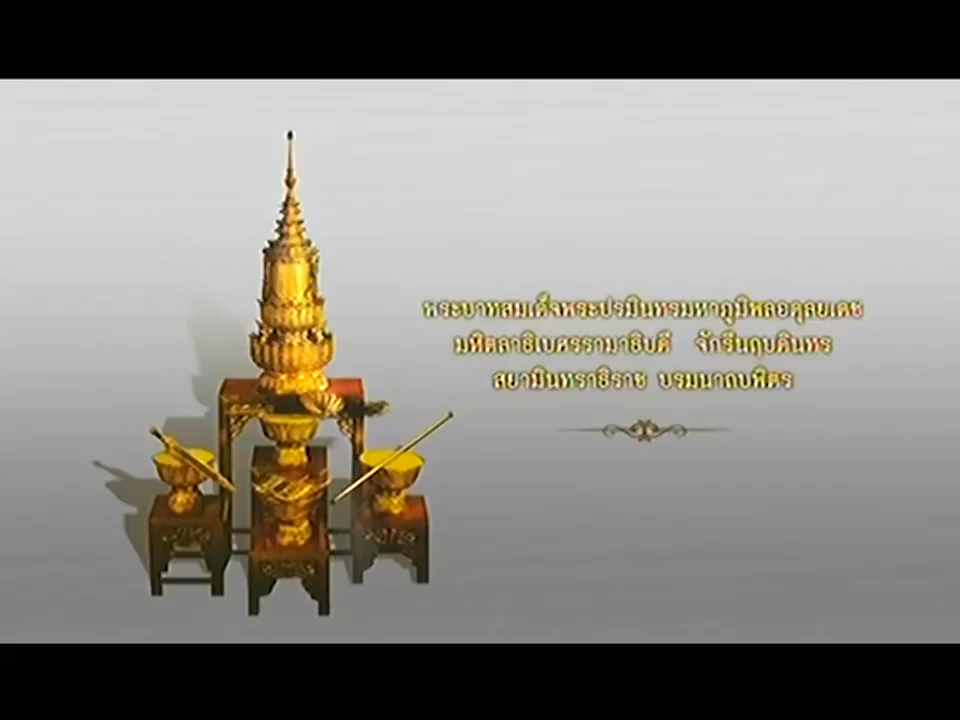 พระบาทสมเด็จพระปรมินทรมหาภูมิพลอดุลยเดช
มหิตลาธิเบศรรามาธิบดี จักรีนฤบดินทร
สยามินทราธิราช บรมนาถบพิตร